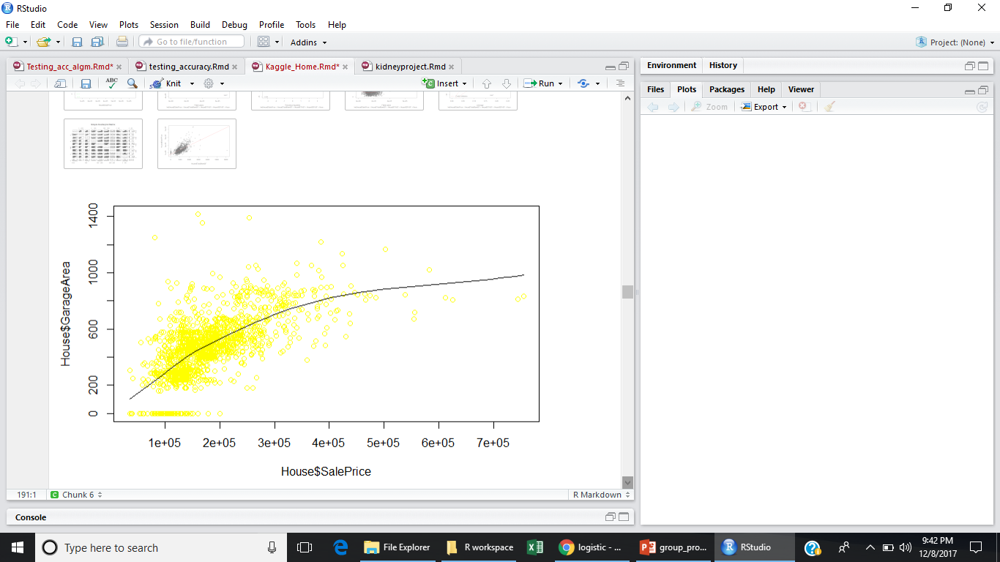 RStudio
File Edit Code View Plots Session Build Debug Profile Tools Help
Go to file/function Addins Project: (None)
Testing_acc_algm.Rmd* testing_accuracy.Rmd Kaggle_Home.Rmd* kidneyproject.Rmd
Environment History
ABC Knit Insert Run
Files Plots Packages Help Viewer
Zoom Export
House$GarageArea
1400
1000
600
200
0
1e+05 2e+05 3e+05 4e+05 5e+05 6e+05 7e+05
House$SalePrice
191:1 C Chunk 6 R Markdown
Console
Type here to search File Explorer R workspace logistic - ... group_pro... RStudio 9:42 PM
12/8/2017